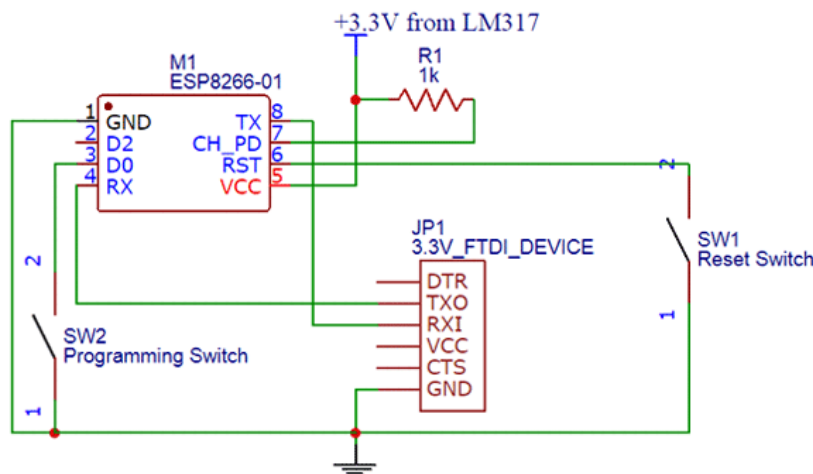 +3.3V from LM317
R1
1k
M1
ESP8266-01
1 GND TX 8
2 D2 CH_PD 7
3 D0 RST 6
4 RX VCC 5
2
SW1
Reset Switch
1
JP1
3.3V_FTDI_DEVICE
DTR
TXO
RXI
VCC
CTS
GND
2
SW2
Programming Switch
1